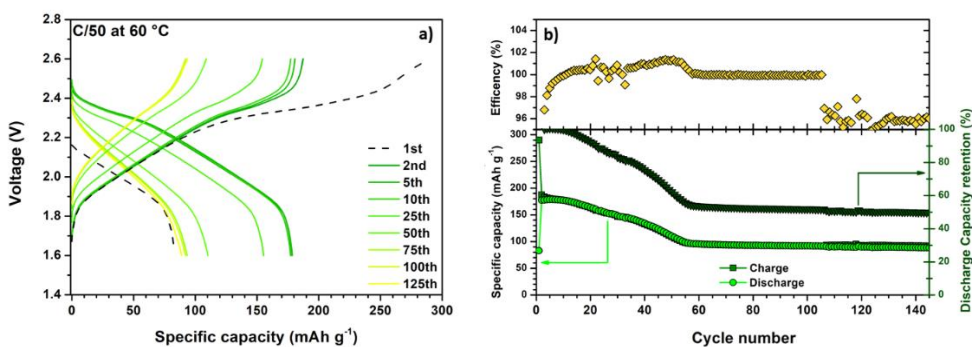 C/50 at 60 °C
a)
Voltage (V)
2.8
2.6
2.4
2.2
2.0
1.8
1.6
1.4
1st
2nd
5th
10th
25th
50th
75th
100th
125th
0 50 100 150 200 250 300
Specific capacity (mAh g-1)
b)
Efficency (%)
104
102
100
98
96
Specific capacity (mAh g-1)
300
250
200
150
100
50
0
Charge
Discharge
100
80
60
40
20
0
Discharge Capacity retention (%)
0 20 40 60 80 100 120 140
Cycle number